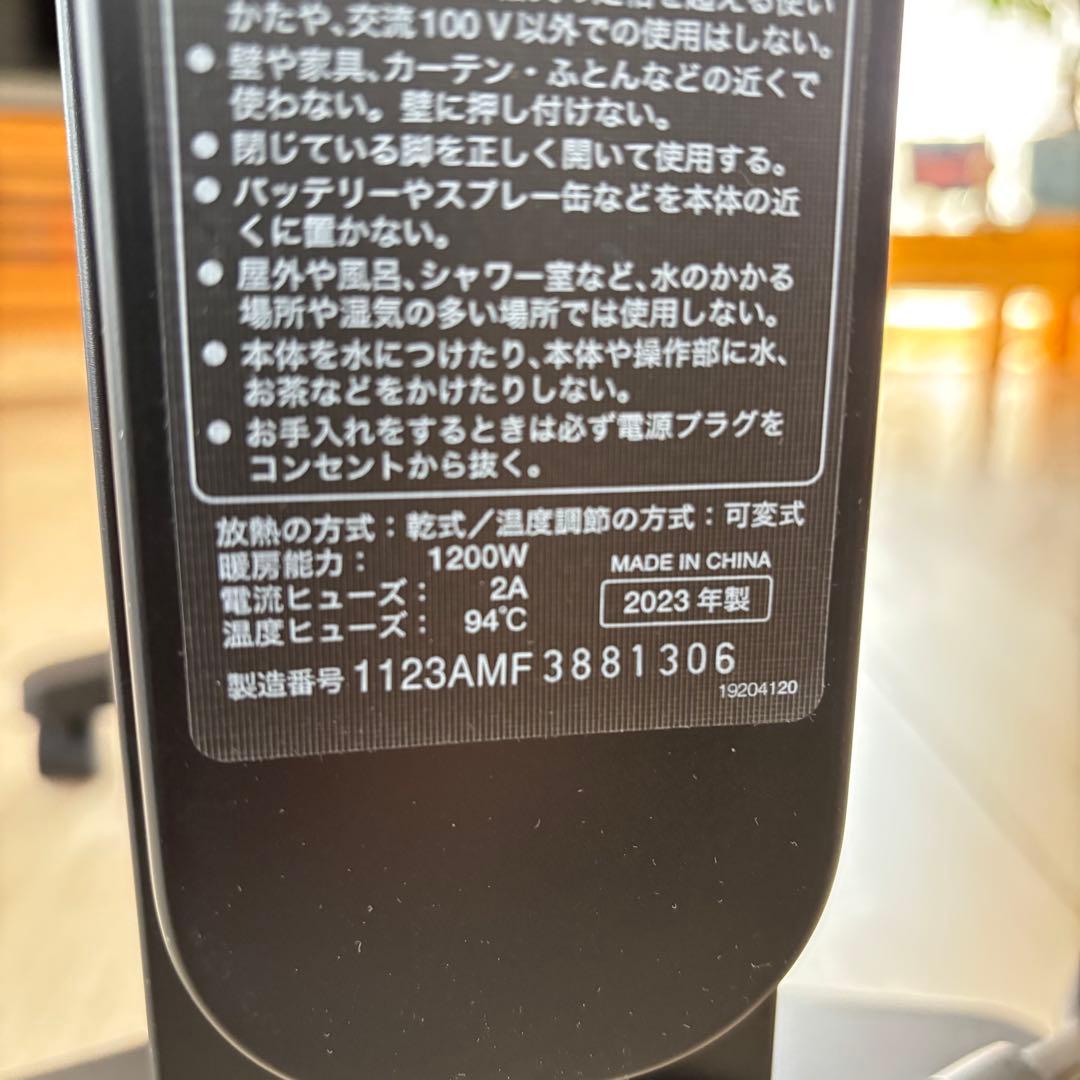 を超える使い
かたや、交流100V以外での使用はしない。
● 壁や家具、カーテン・ふとんなどの近くで
使わない。壁に押し付けない。
● 閉じている脚を正しく開いて使用する。
● バッテリーやスプレー缶などを本体の近
くに置かない。
● 屋外や風呂、シャワー室など、水のかかる
場所や湿気の多い場所では使用しない。
● 本体を水につけたり、本体や操作部に水、
お茶などをかけたりしない。
● お手入れをするときは必ず電源プラグを
コンセントから抜く。
放熱の方式：乾式／温度調節の方式：可変式
暖房能力： 1200W
電流ヒューズ： 2A
温度ヒューズ： 94℃
MADE IN CHINA
2023年製
製造番号 1123AMF 3881306
19204120